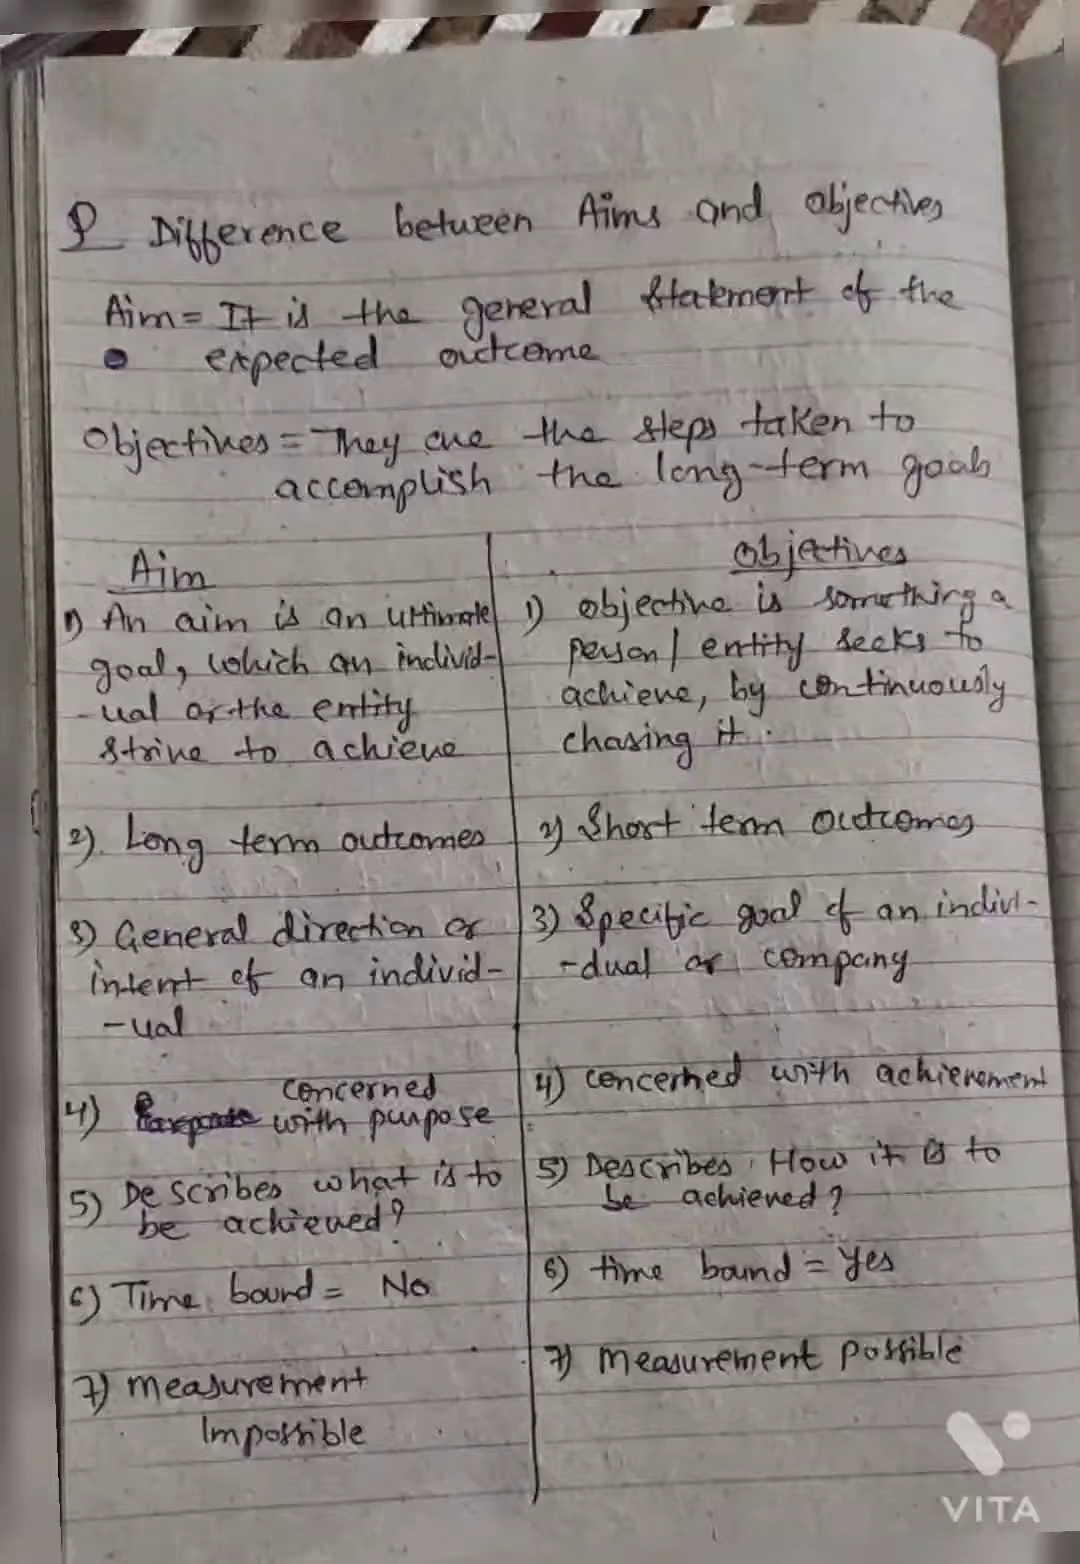 Q Difference between Aims and objectives
Aim = It is the general statement of the
expected outcome
Objectives = They are the steps taken to
accomplish the long-term goals
Aim
1) An aim is an ultimate
goal, which an individ-
-ual or the entity
strive to achieve
2). Long term outcomes
3) General direction or
intent of an individ-
-ual
concerned
4) with purpose
5) Describes what is to
be achieved?
6) Time bound = No
7) Measurement
Impossible
Objectives
1) objective is something a
person/entity seeks to
achieve, by continuously
chasing it.
2) Short term outcomes
3) Specific goal of an indivi-
-dual or company
4) concerned with achievement
5) Describes How it is to
be achieved?
6) time bound = Yes
7) Measurement possible
VITA